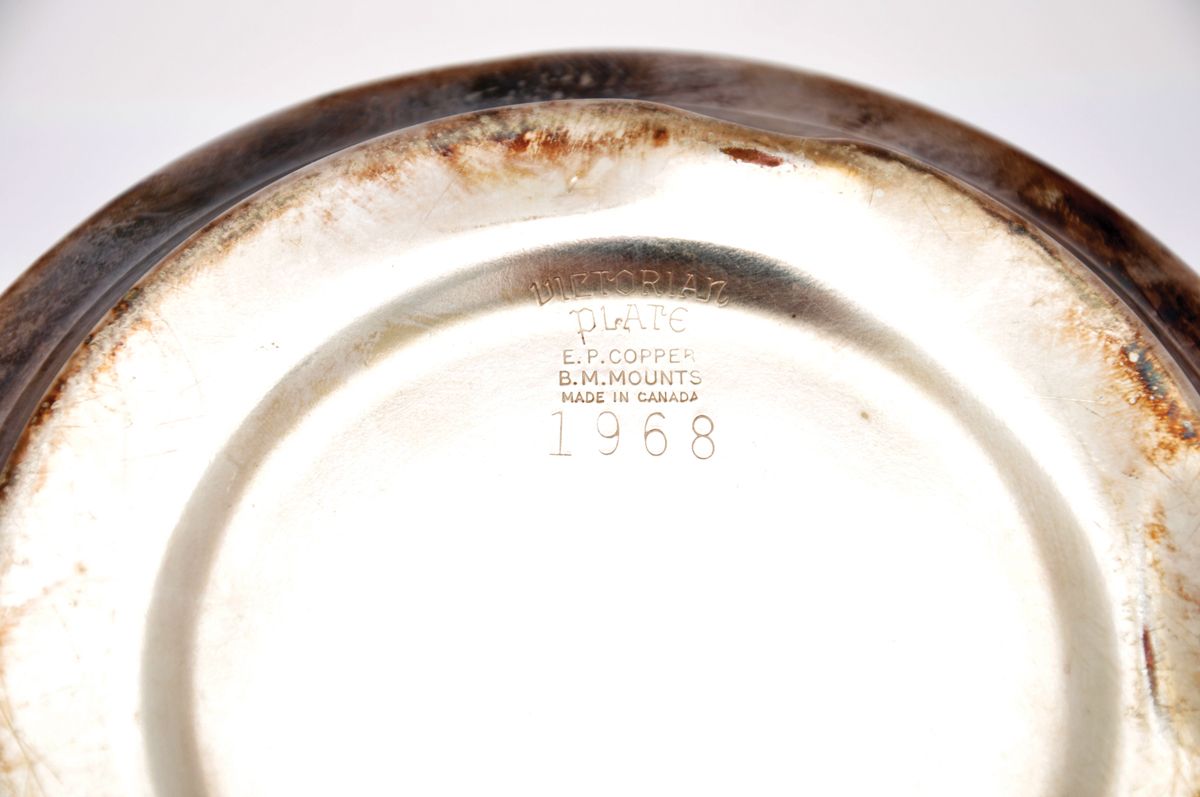 VICTORIAN
PLATE
E.P. COPPER
B.M. MOUNTS
MADE IN CANADA
1968